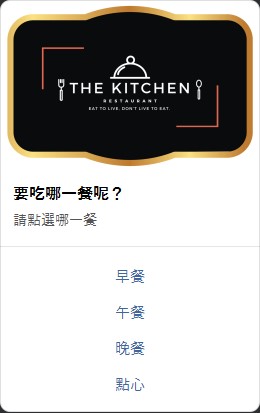 THE KITCHEN
RESTAURANT
EAT TO LIVE, DON'T LIVE TO EAT.
要吃哪一餐呢？
請點選哪一餐
早餐
午餐
晚餐
點心